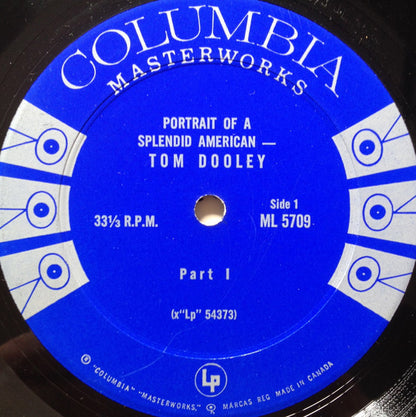 COLUMBIA
MASTERWORKS
PORTRAIT OF A
SPLENDID AMERICAN —
TOM DOOLEY
33⅓ R.P.M.
Side 1
ML 5709
Part I
(x"Lp" 54373)
® "COLUMBIA" "MASTERWORKS," ® MÁRCAS REG MADE IN CANADA
Lp